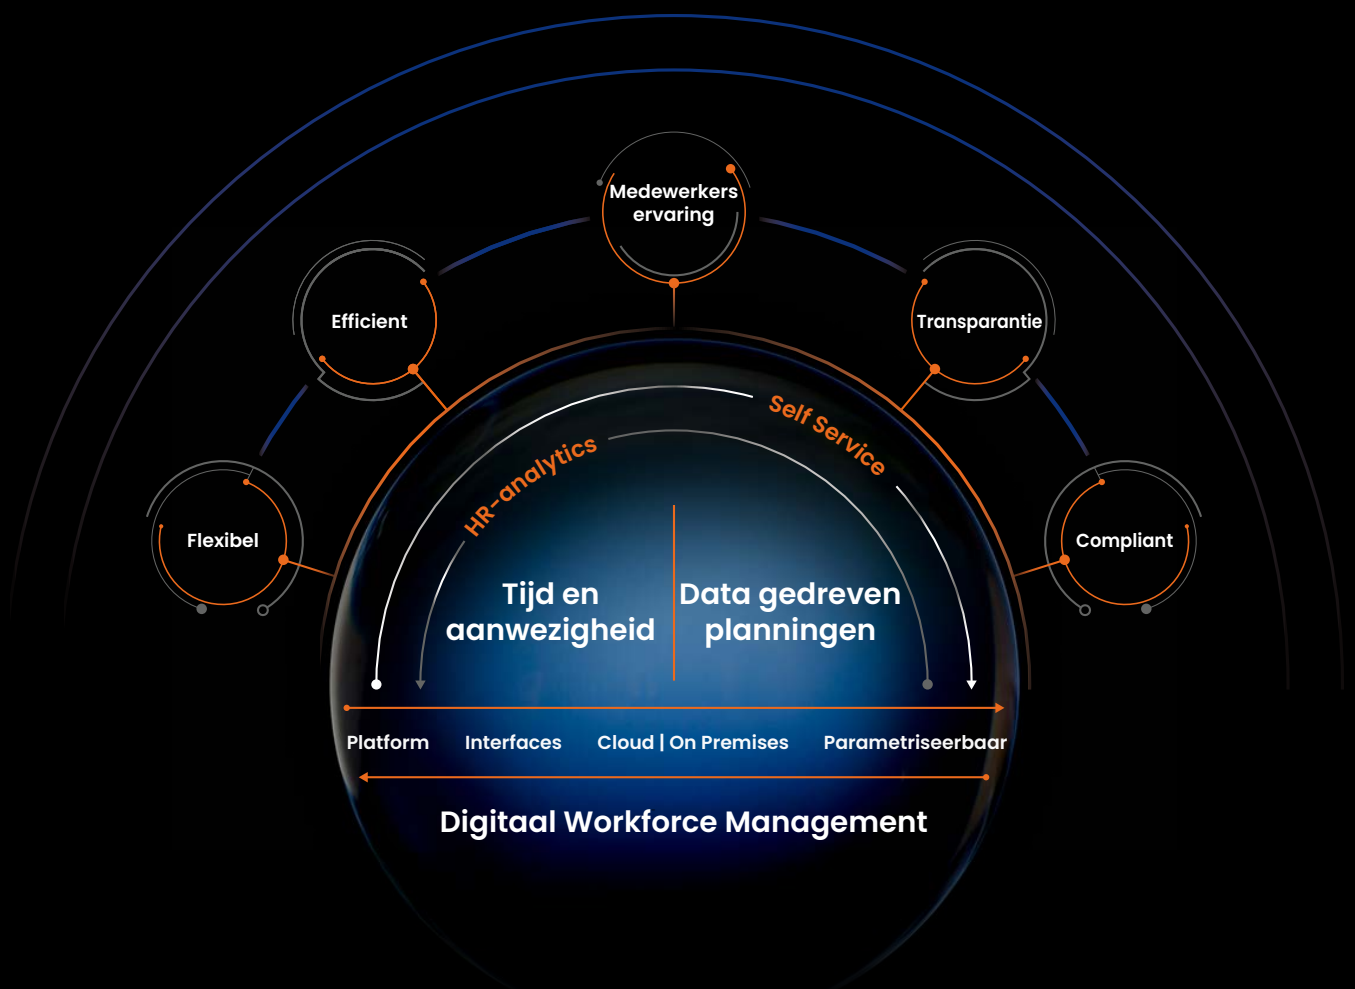 Medewerkers
ervaring
Efficient
Transparantie
Flexibel
Compliant
HR-analytics
Self Service
Tijd en
aanwezigheid
Data gedreven
planningen
Platform
Interfaces
Cloud | On Premises
Parametriseerbaar
Digitaal Workforce Management